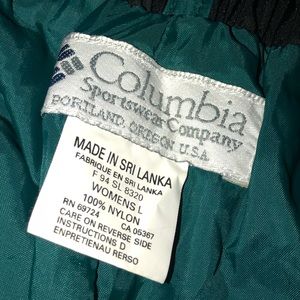 Columbia
Sportswear Company
PORTLAND, OREGON U.S.A.
MADE IN SRI LANKA
FABRIQUE EN SRI LANKA
F 94 SL 8320
WOMENS L
100% NYLON
RN 69724 CA 05367
CARE ON REVERSE SIDE
INSTRUCTIONS D
ENPRETIENAU RERSO